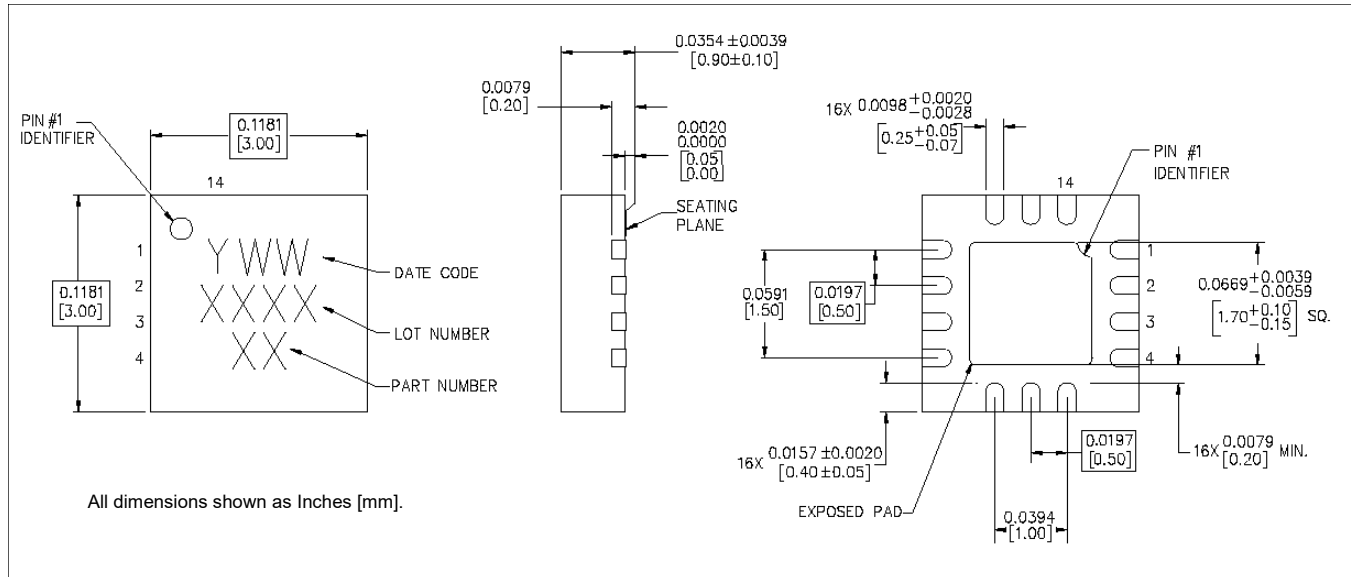 PIN #1
IDENTIFIER
0.1181
[3.00]
14
0.1181
[3.00]
1
2
3
4
Y WW
XXXX
XX
DATE CODE
LOT NUMBER
PART NUMBER
All dimensions shown as Inches [mm].
0.0354 ±0.0039
[0.90±0.10]
0.0079
[0.20]
0.0020
0.0000
[0.05
0.00]
SEATING
PLANE
16X 0.0098 +0.0020 -0.0028
[0.25 +0.05 -0.07]
PIN #1
IDENTIFIER
14
1
2
3
4
0.0591
[1.50]
0.0197
[0.50]
0.0669 +0.0039 -0.0059
[1.70 +0.10 -0.15] SQ.
16X 0.0157 ±0.0020
[0.40 ±0.05]
0.0197
[0.50]
16X 0.0079 MIN.
[0.20]
EXPOSED PAD
0.0394
[1.00]